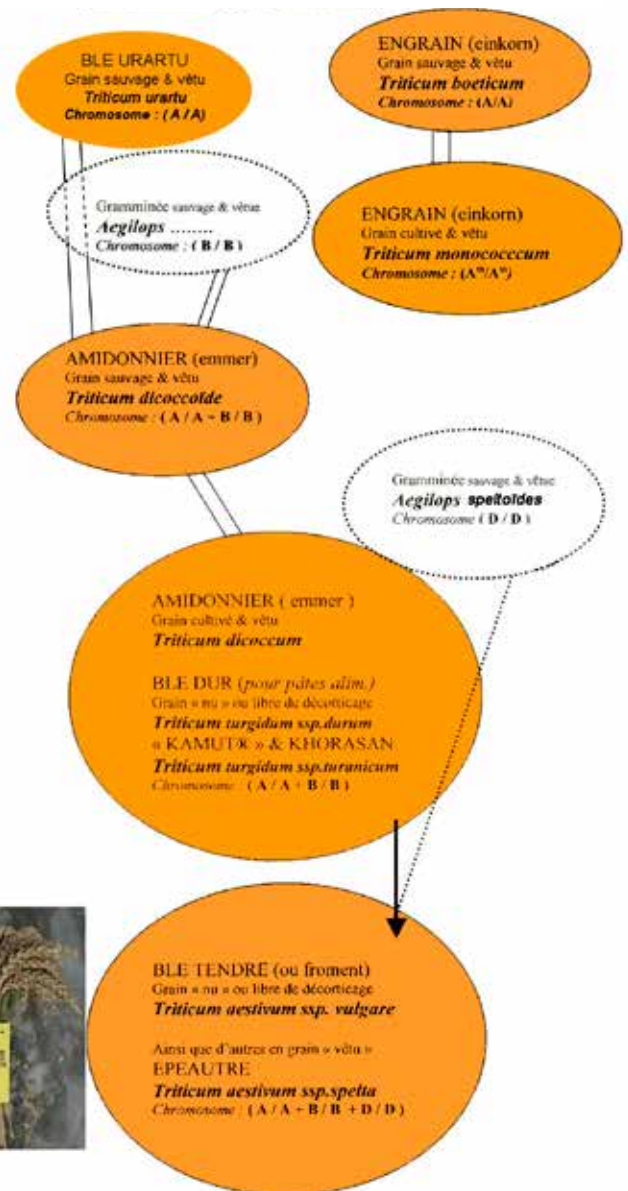 BLE URARTU
Grain sauvage & vêtu
Triticum urartu
Chromosome : ( A / A)
ENGRAIN (einkorn)
Grain sauvage & vêtu
Triticum boeticum
Chromosome : (A/A)
Gramminée sauvage & vêtue
Aegilops ........
Chromosome : ( B / B )
ENGRAIN (einkorn)
Grain cultivé & vêtu
Triticum monococccum
Chromosome : (Aᵐ/Aᵐ)
AMIDONNIER (emmer)
Grain sauvage & vêtu
Triticum dicoccoïde
Chromosome : ( A / A + B / B )
Gramminée sauvage & vêtue
Aegilops speltoïdes
Chromosome ( D / D )
AMIDONNIER ( emmer )
Grain cultivé & vêtu
Triticum dicoccum
BLE DUR (pour pâtes alim.)
Grain « nu » ou libre de décorticage
Triticum turgidum ssp.durum
« KAMUT® » & KHORASAN
Triticum turgidum ssp.turanicum
Chromosome : ( A / A + B / B )
BLE TENDRE (ou froment)
Grain « nu » ou libre de décorticage
Triticum aestivum ssp. vulgare
Ainsi que d'autres en grain « vêtu »
EPEAUTRE
Triticum aestivum ssp.spelta
Chromosome : ( A / A + B / B + D / D )